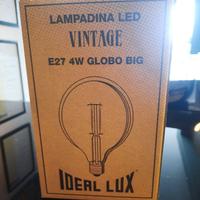 LAMPADINA LED
VINTAGE
E27 4W GLOBO BIG
IDEAL LUX